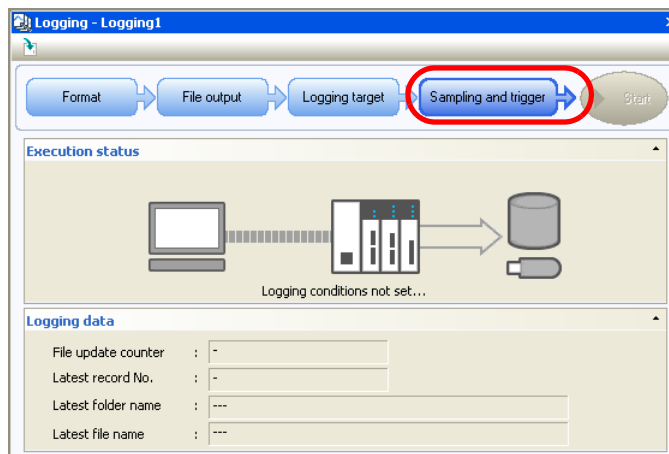 Logging - Logging1
Format
File output
Logging target
Sampling and trigger
Start
Execution status
Logging conditions not set...
Logging data
File update counter : -
Latest record No. : -
Latest folder name : ---
Latest file name : ---